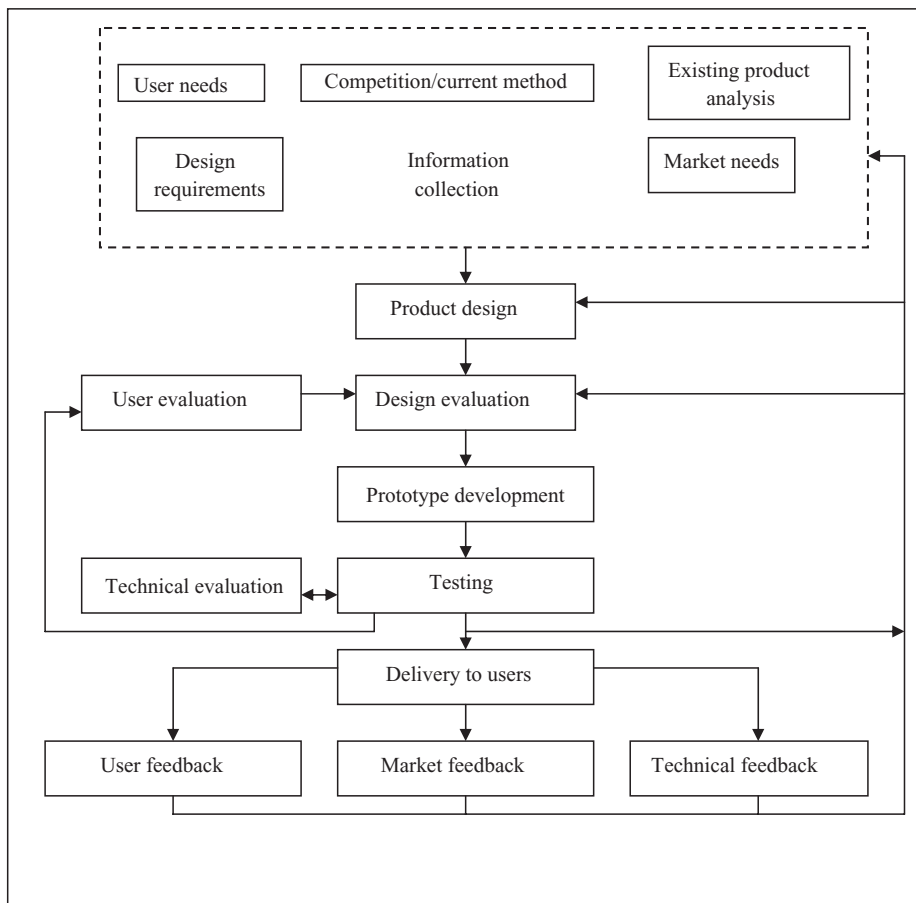 User needs
Competition/current method
Existing product
analysis
Design
requirements
Information
collection
Market needs
Product design
User evaluation
Design evaluation
Prototype development
Technical evaluation
Testing
Delivery to users
User feedback
Market feedback
Technical feedback